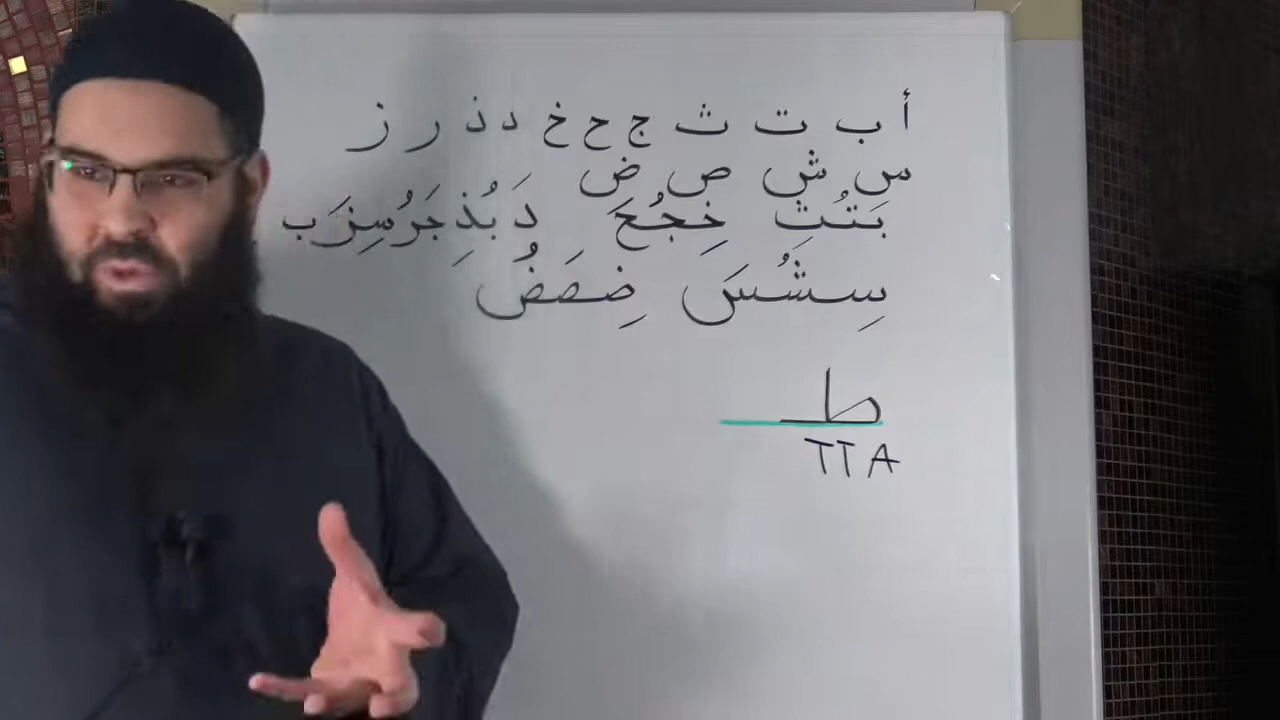 أ ب ت ث ج ح خ د ذ ر ز
س ش ص ض
بَتُثِ خِجُحَ دَ بُذِجَرُسِزَب
سِشُسَ ضِصَضُ
ط
TTA